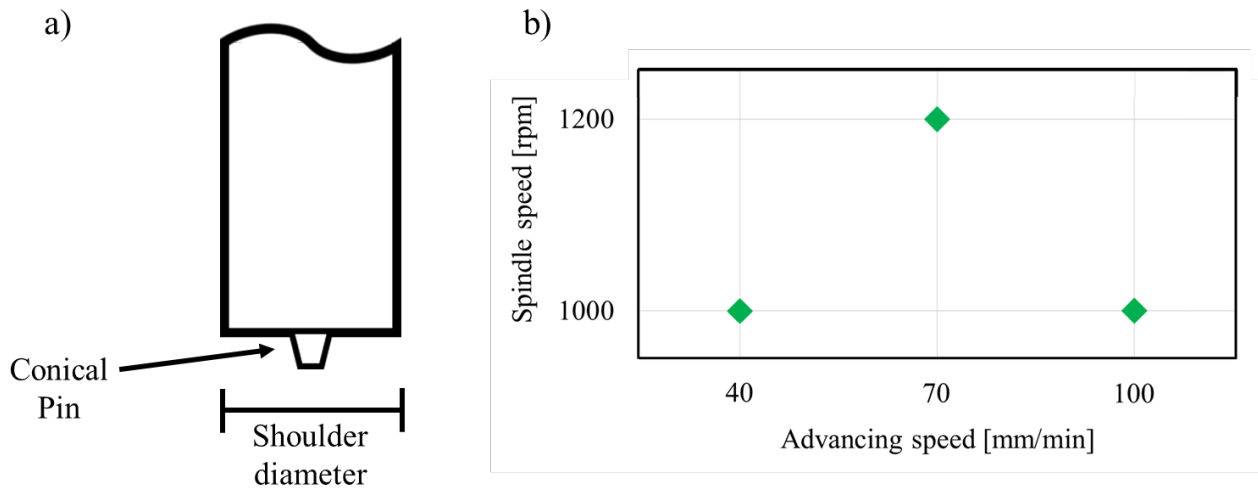 a)
Conical
Pin
Shoulder
diameter
b)
Spindle speed [rpm]
1200
1000
40 70 100
Advancing speed [mm/min]